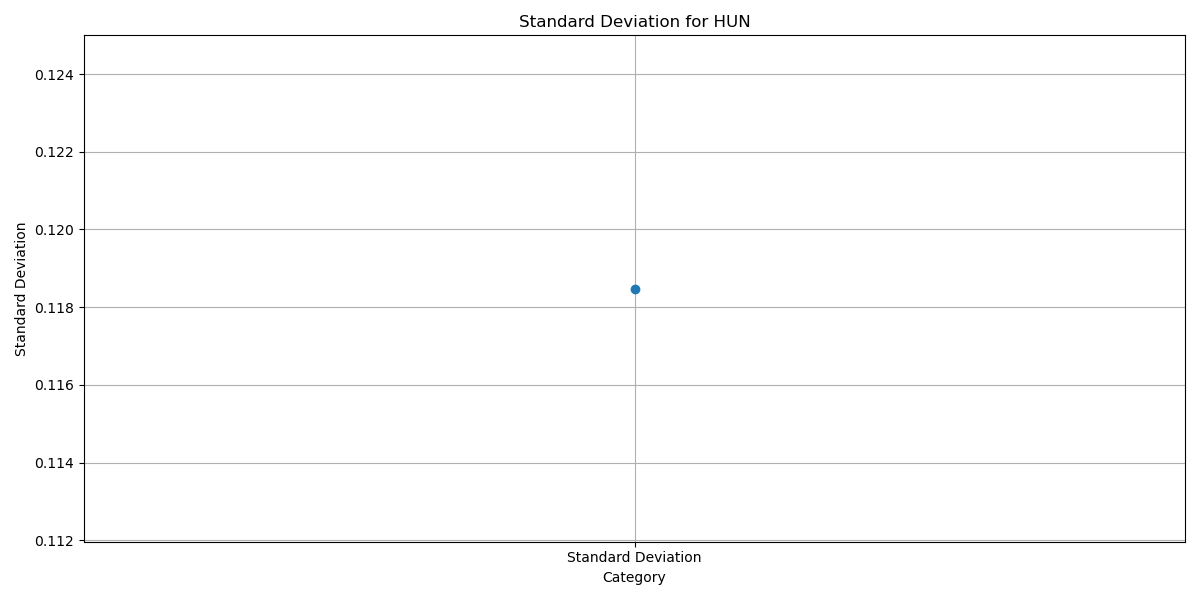 Standard Deviation for HUN
0.124
0.122
0.120
0.118
0.116
0.114
0.112
Standard Deviation
Standard Deviation
Category